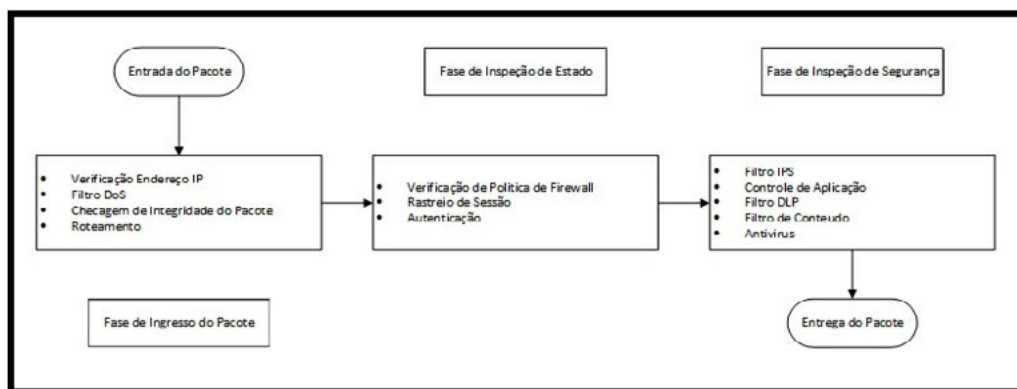 Entrada do Pacote
Fase de Inspeção de Estado
Fase de Inspeção de Segurança
• Verificação Endereço IP
• Filtro DoS
• Checagem de Integridade do Pacote
• Roteamento
• Verificação de Politica de Firewall
• Rastreio de Sessão
• Autenticação
• Filtro IPS
• Controle de Aplicação
• Filtro DLP
• Filtro de Conteudo
• Antivirus
Fase de Ingresso do Pacote
Entrega do Pacote